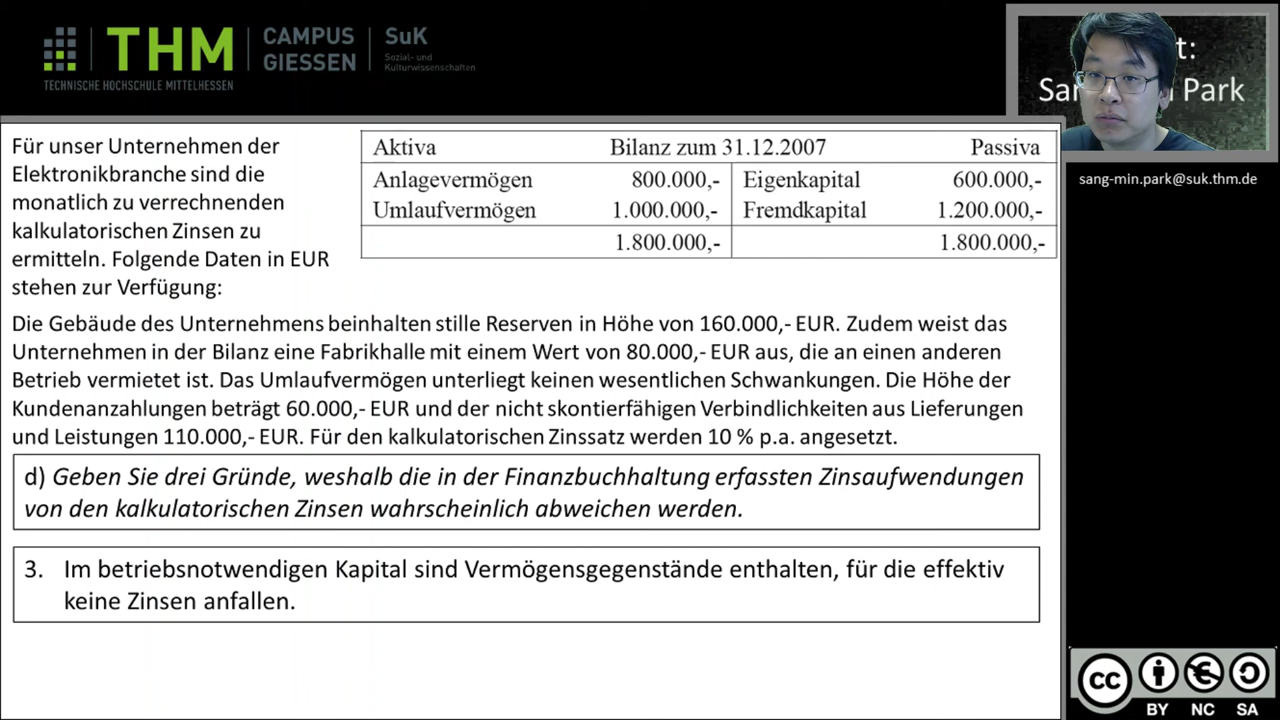 THM
TECHNISCHE HOCHSCHULE MITTELHESSEN
CAMPUS
GIESSEN
SuK
Sozial- und
Kulturwissenschaften
t:
Sa
Park
sang-min.park@suk.thm.de
Für unser Unternehmen der
Elektronikbranche sind die
monatlich zu verrechnenden
kalkulatorischen Zinsen zu
ermitteln. Folgende Daten in EUR
stehen zur Verfügung:
Aktiva Bilanz zum 31.12.2007 Passiva
Anlagevermögen 800.000,- Eigenkapital 600.000,-
Umlaufvermögen 1.000.000,- Fremdkapital 1.200.000,-
1.800.000,- 1.800.000,-
Die Gebäude des Unternehmens beinhalten stille Reserven in Höhe von 160.000,- EUR. Zudem weist das
Unternehmen in der Bilanz eine Fabrikhalle mit einem Wert von 80.000,- EUR aus, die an einen anderen
Betrieb vermietet ist. Das Umlaufvermögen unterliegt keinen wesentlichen Schwankungen. Die Höhe der
Kundenanzahlungen beträgt 60.000,- EUR und der nicht skontierfähigen Verbindlichkeiten aus Lieferungen
und Leistungen 110.000,- EUR. Für den kalkulatorischen Zinssatz werden 10 % p.a. angesetzt.
d) Geben Sie drei Gründe, weshalb die in der Finanzbuchhaltung erfassten Zinsaufwendungen
von den kalkulatorischen Zinsen wahrscheinlich abweichen werden.
3. Im betriebsnotwendigen Kapital sind Vermögensgegenstände enthalten, für die effektiv
keine Zinsen anfallen.
cc
BY NC SA